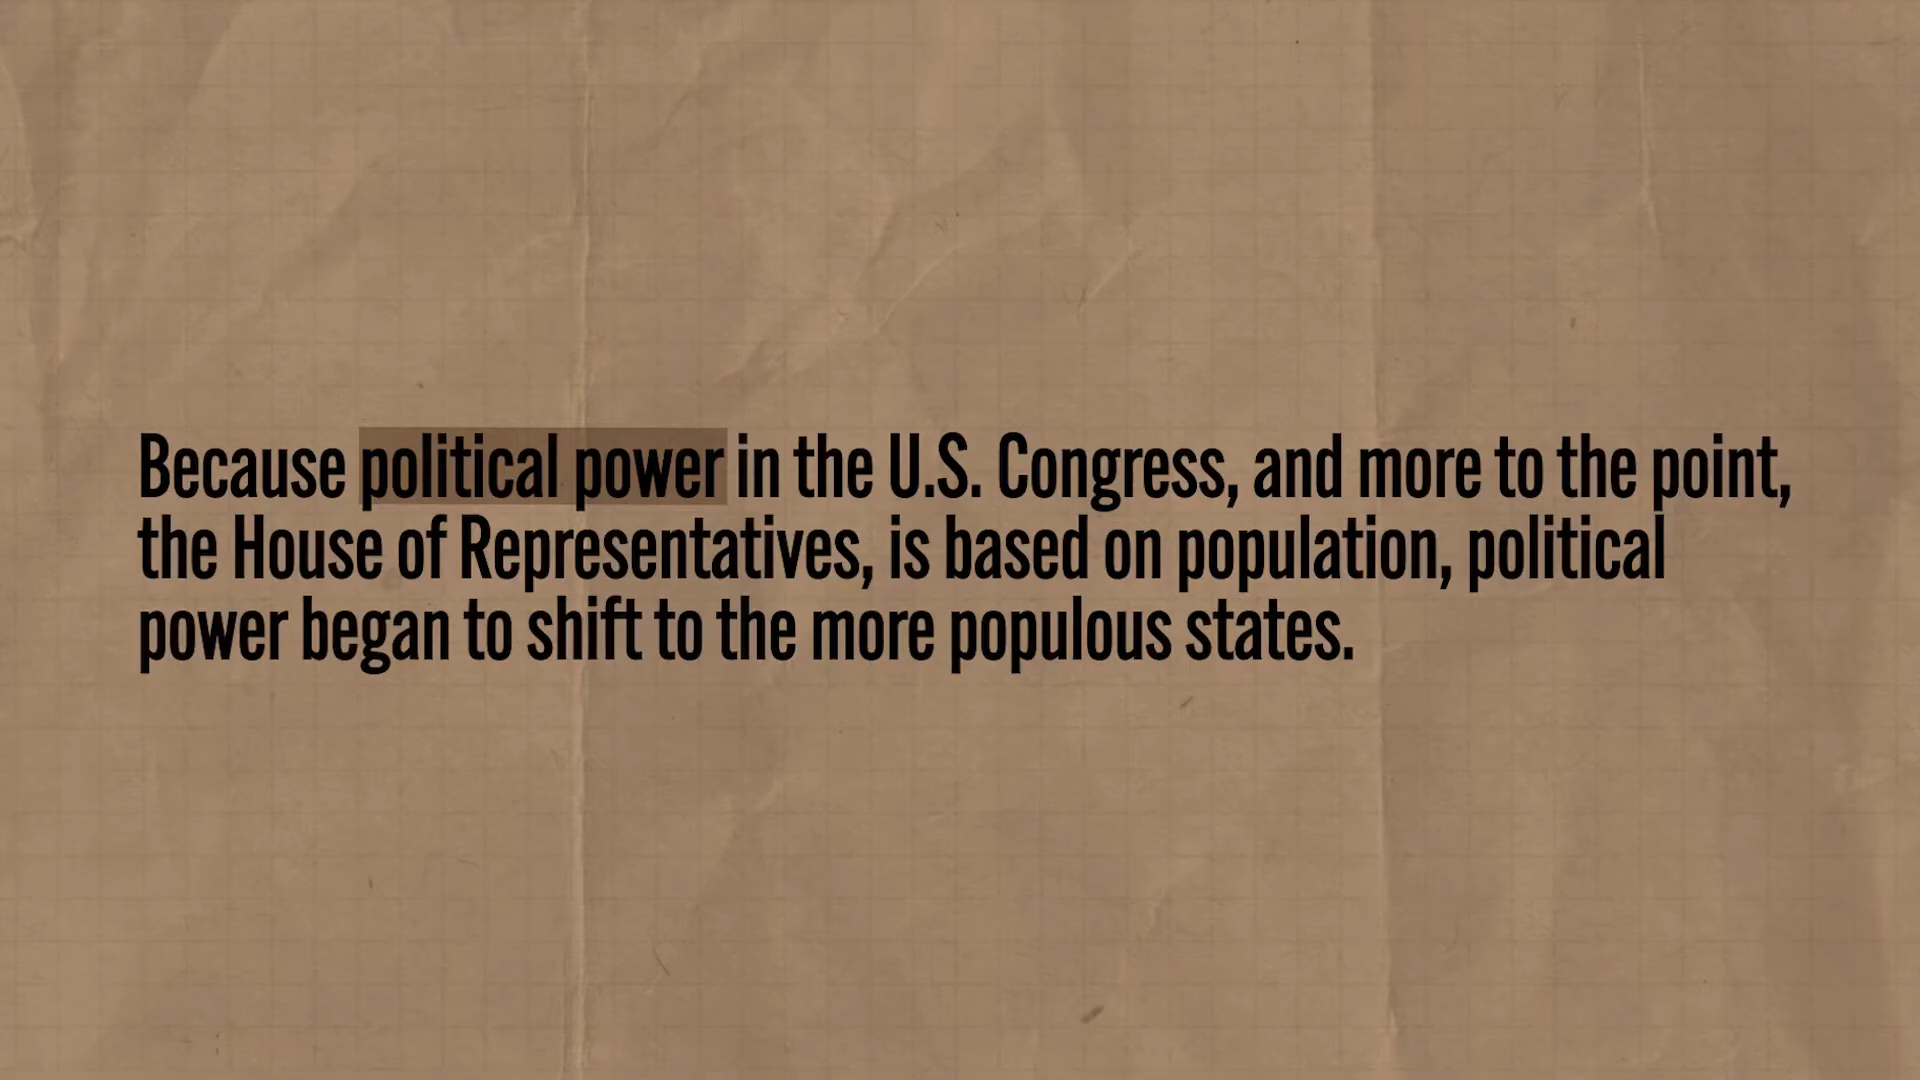 Because political power in the U.S. Congress, and more to the point,
the House of Representatives, is based on population, political
power began to shift to the more populous states.